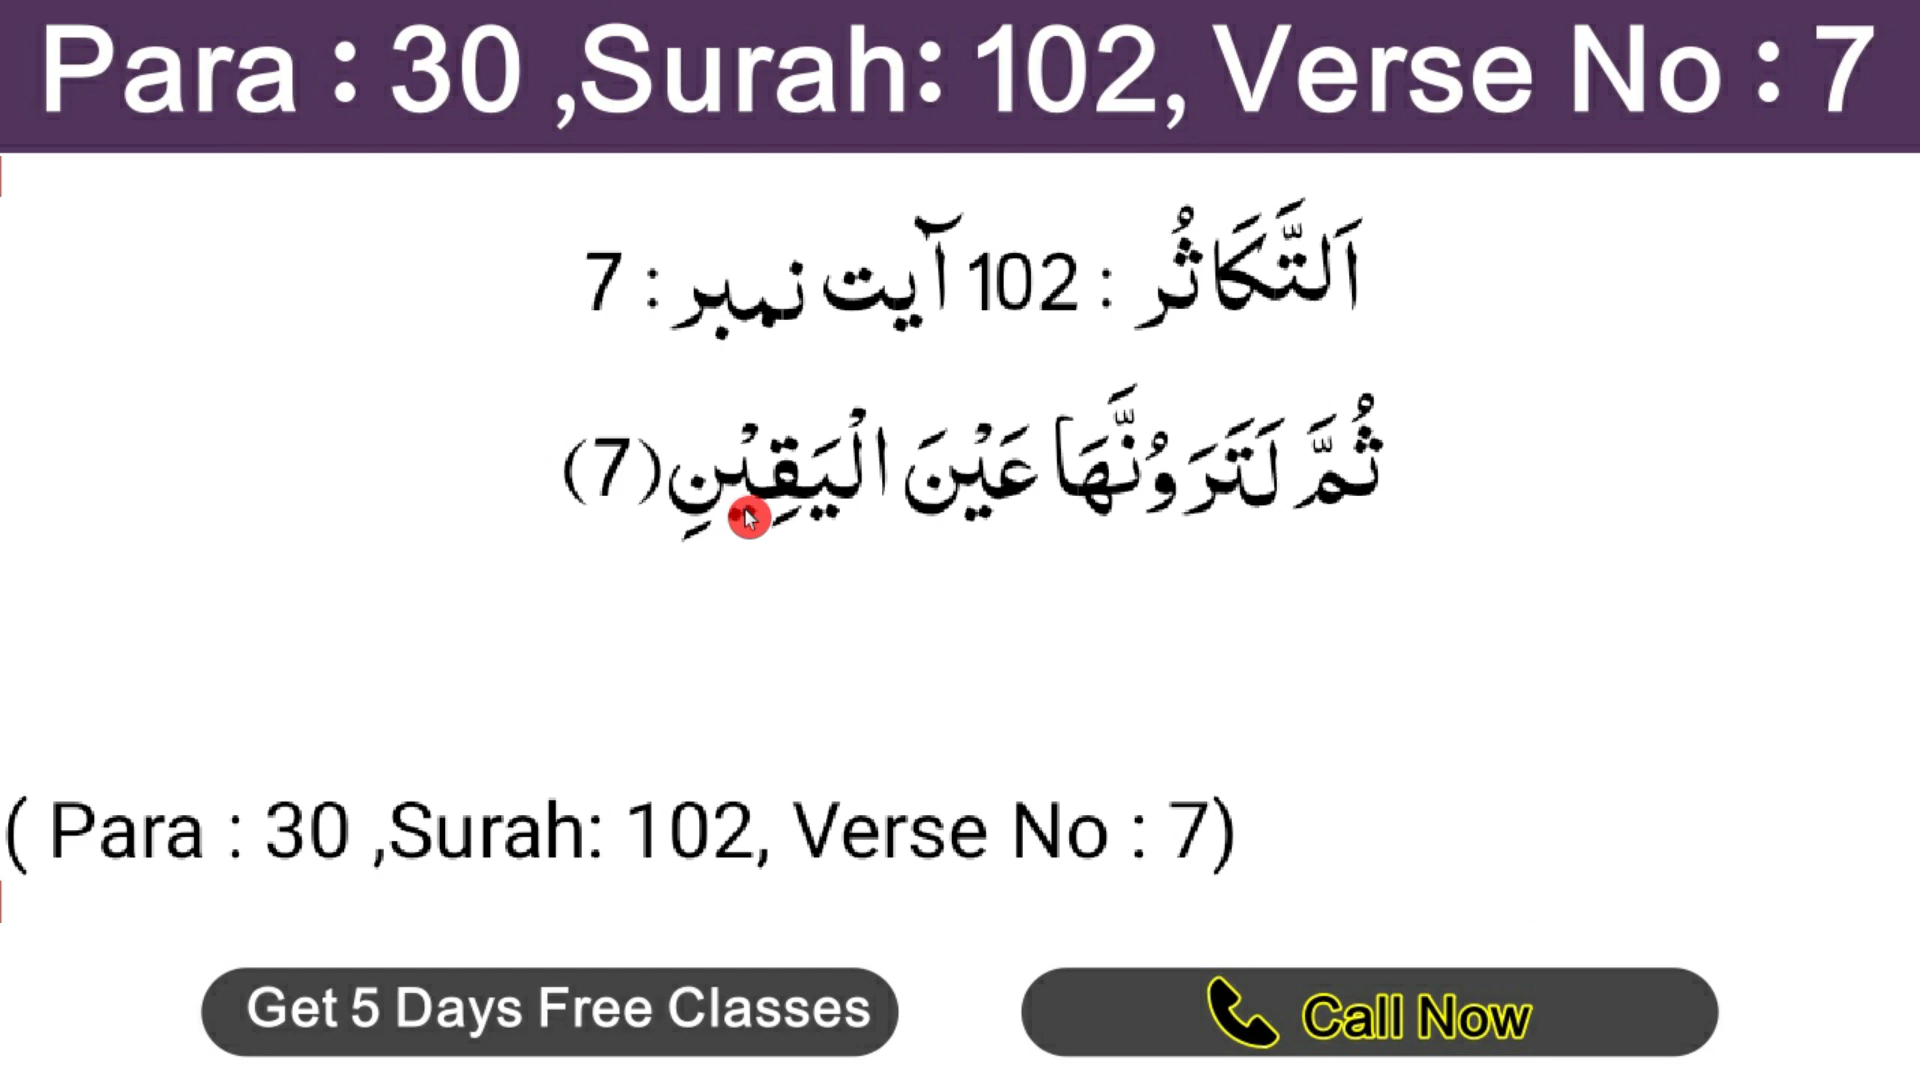 Para : 30 ,Surah: 102, Verse No : 7
اَلتَّكَاثُر : 102 آیت نمبر : 7
ثُمَّ لَتَرَوُنَّهَا عَيْنَ الْيَقِيْنِ(7)
( Para : 30 ,Surah: 102, Verse No : 7)
Get 5 Days Free Classes
Call Now